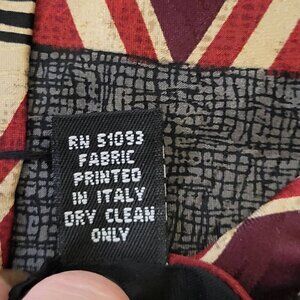 RN 51093
FABRIC
PRINTED
IN ITALY
DRY CLEAN
ONLY